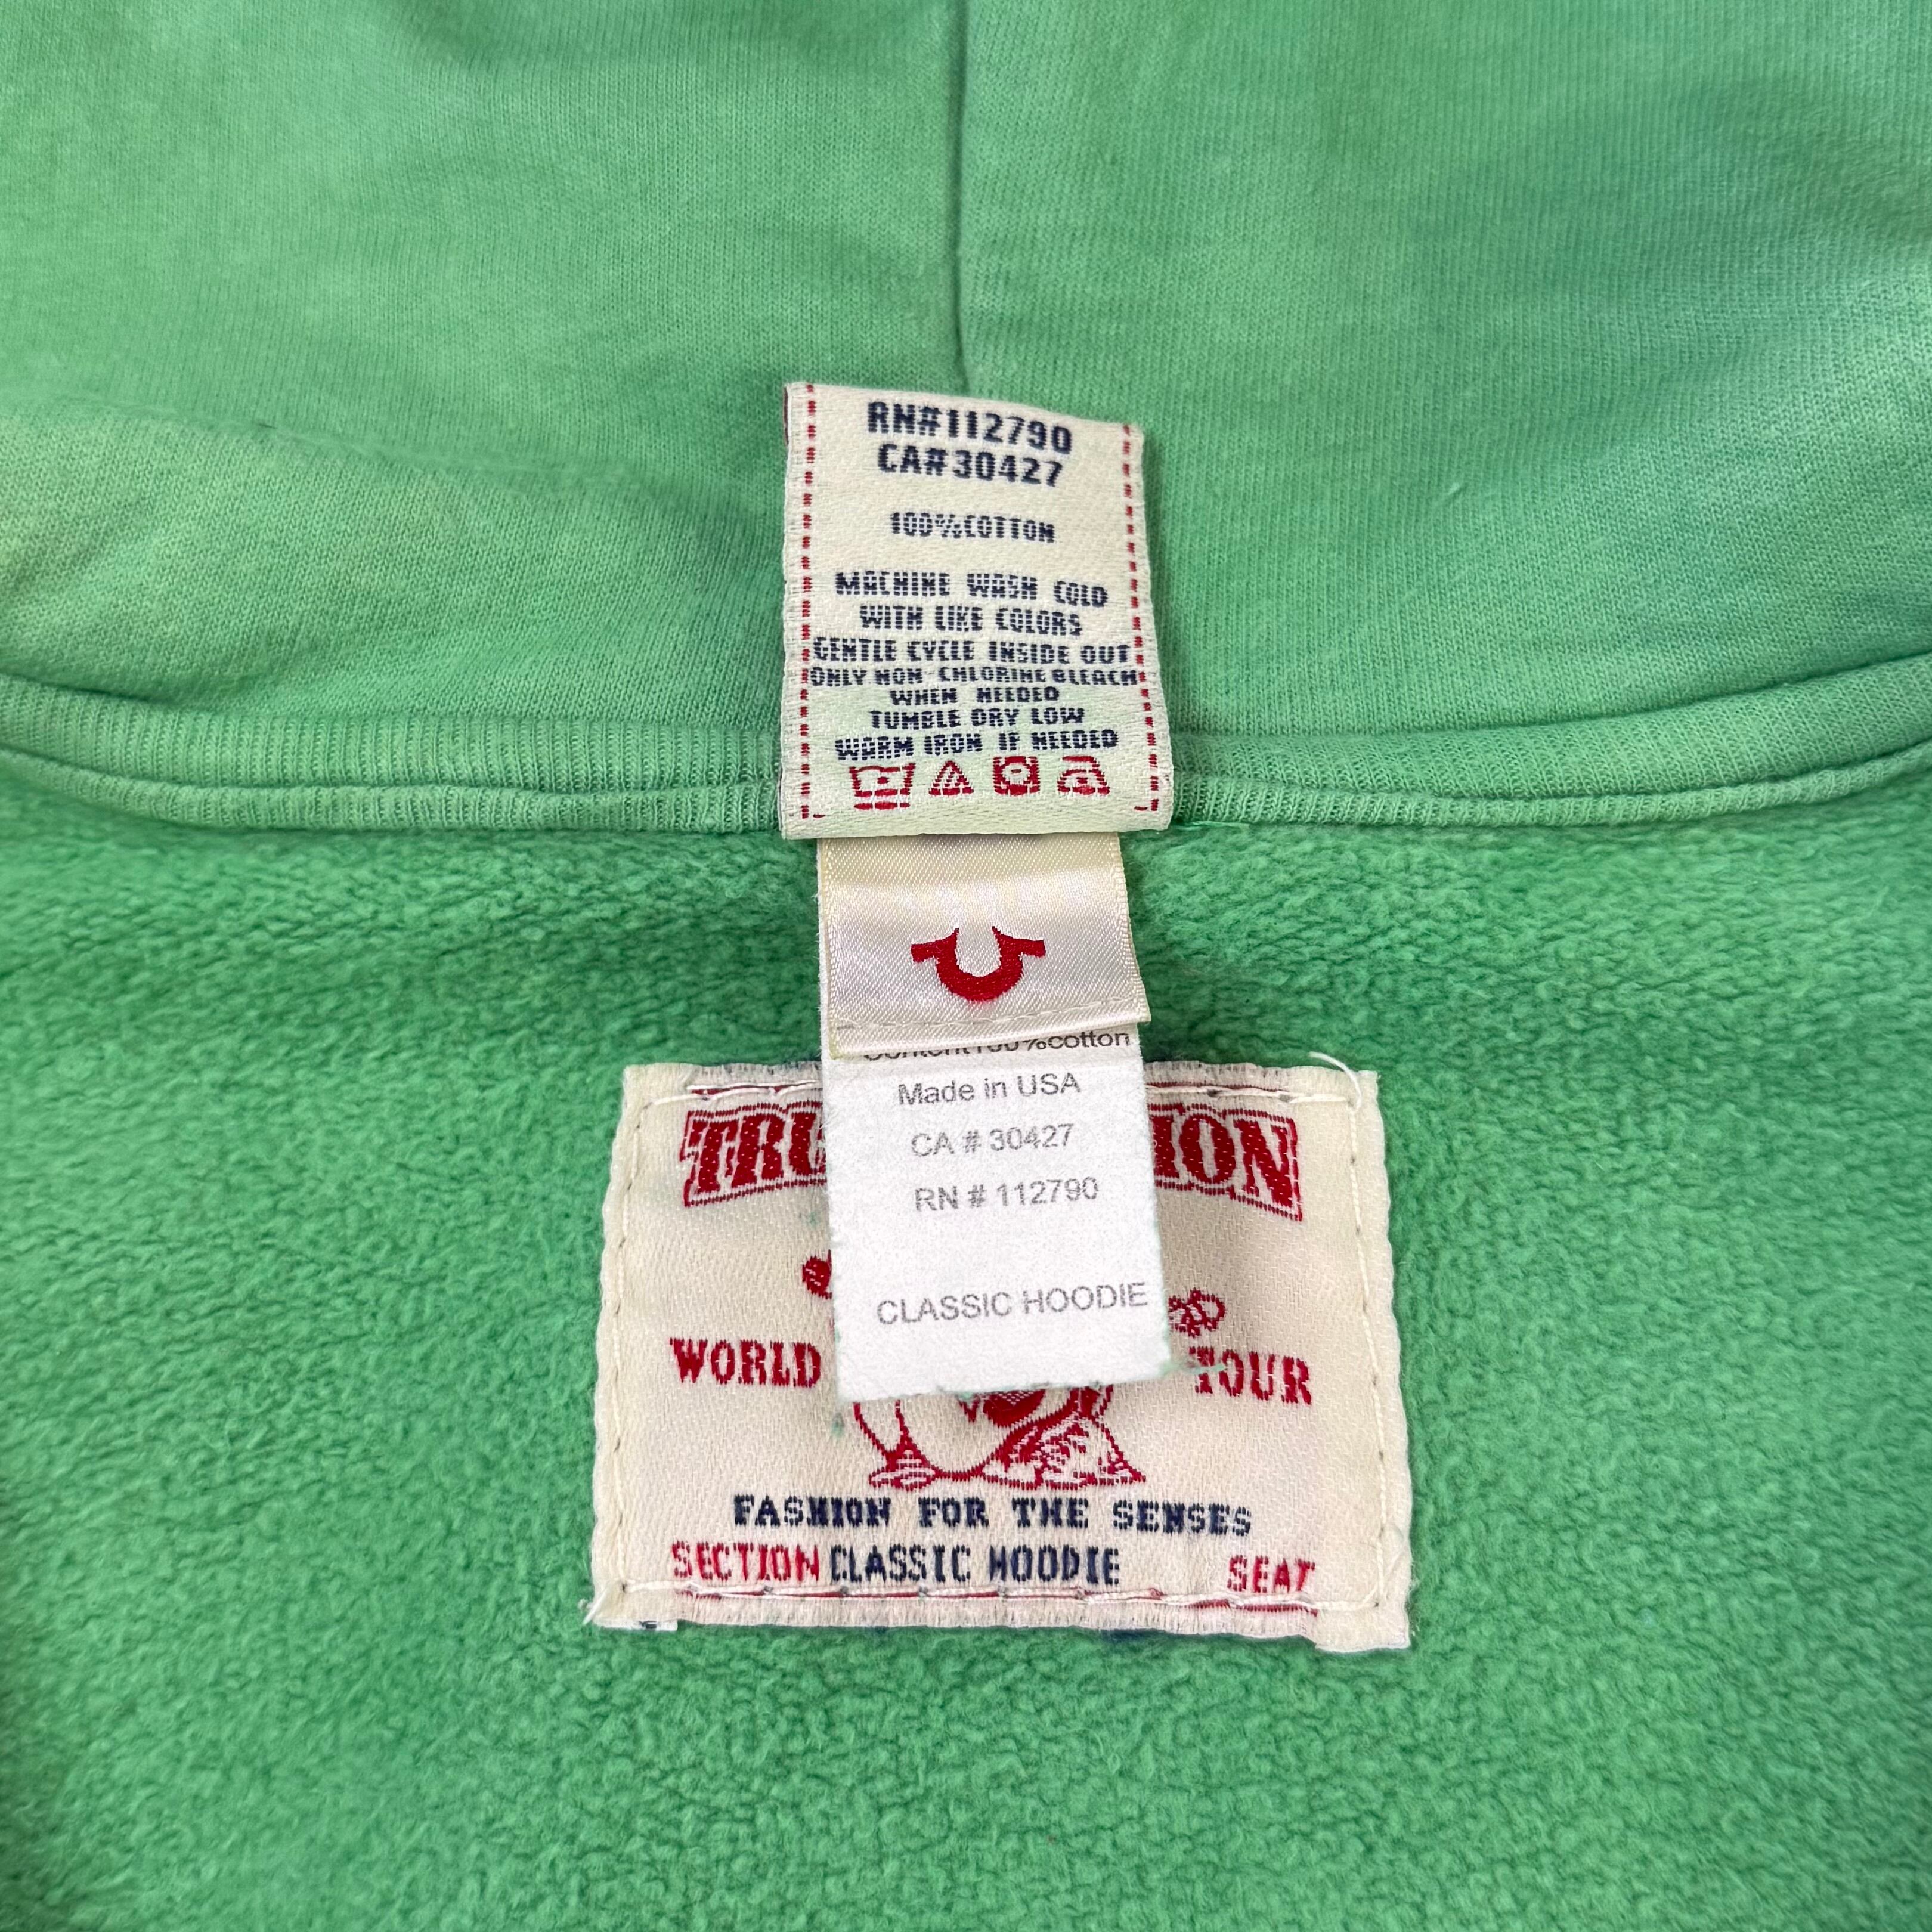 RN#112790
CA#30427
100%COTTON
MACHINE WASH COLD
WITH LIKE COLORS
GENTLE CYCLE INSIDE OUT
ONLY NON-CHLORINE BLEACH
WHEN NEEDED
TUMBLE DRY LOW
WARM IRON IF NEEDED
Content100%cotton
Made in USA
CA # 30427
RN # 112790
CLASSIC HOODIE
WORLD TOUR
FASHION FOR THE SENSES
SECTION CLASSIC HOODIE SEAT